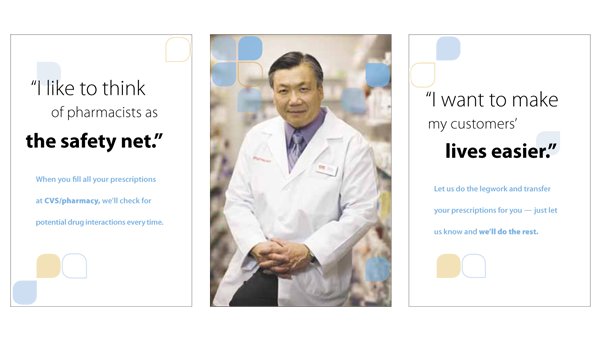 “I like to think
of pharmacists as
the safety net.”
When you fill all your prescriptions
at CVS/pharmacy, we’ll check for
potential drug interactions every time.
“I want to make
my customers’
lives easier.”
Let us do the legwork and transfer
your prescriptions for you — just let
us know and we’ll do the rest.